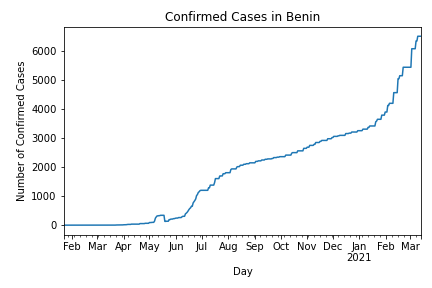 Confirmed Cases in Benin
Number of Confirmed Cases
6000
5000
4000
3000
2000
1000
0
Feb Mar Apr May Jun Jul Aug Sep Oct Nov Dec Jan Feb Mar
2021
Day